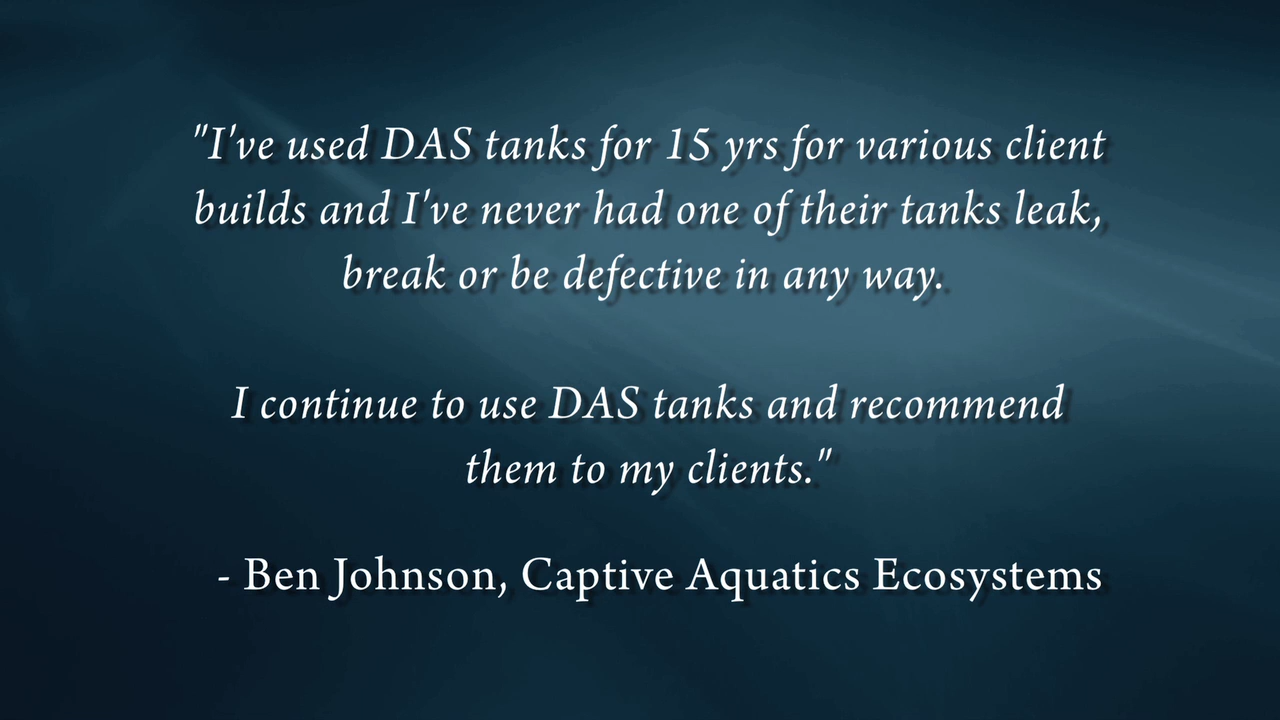 "I've used DAS tanks for 15 yrs for various client
builds and I've never had one of their tanks leak,
break or be defective in any way.
I continue to use DAS tanks and recommend
them to my clients."
- Ben Johnson, Captive Aquatics Ecosystems